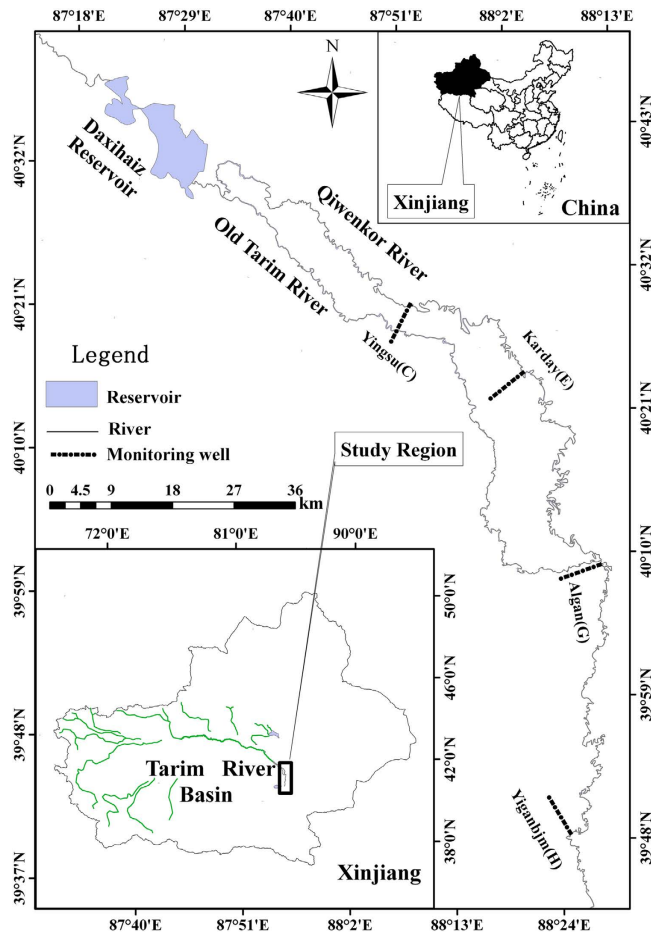 87°18'E 87°29'E 87°40'E 87°51'E 88°2'E 88°13'E
N
40°43'N
Xinjiang
China
40°32'N
Daxihaiz
Reservoir
Qiwenkor River
Old Tarim River
40°32'N
40°21'N
Yingsu(C)
Karday(E)
Legend
Reservoir
River
Monitoring well
40°21'N
40°10'N
Study Region
0 4.5 9 18 27 36
km
72°0'E 81°0'E 90°0'E
40°10'N
Algan(G)
39°59'N
50°0'N
46°0'N
39°59'N
39°48'N
42°0'N
Tarim River
Basin
Yiganbjm(H)
39°48'N
38°0'N
39°37'N
Xinjiang
87°40'E 87°51'E 88°2'E 88°13'E 88°24'E